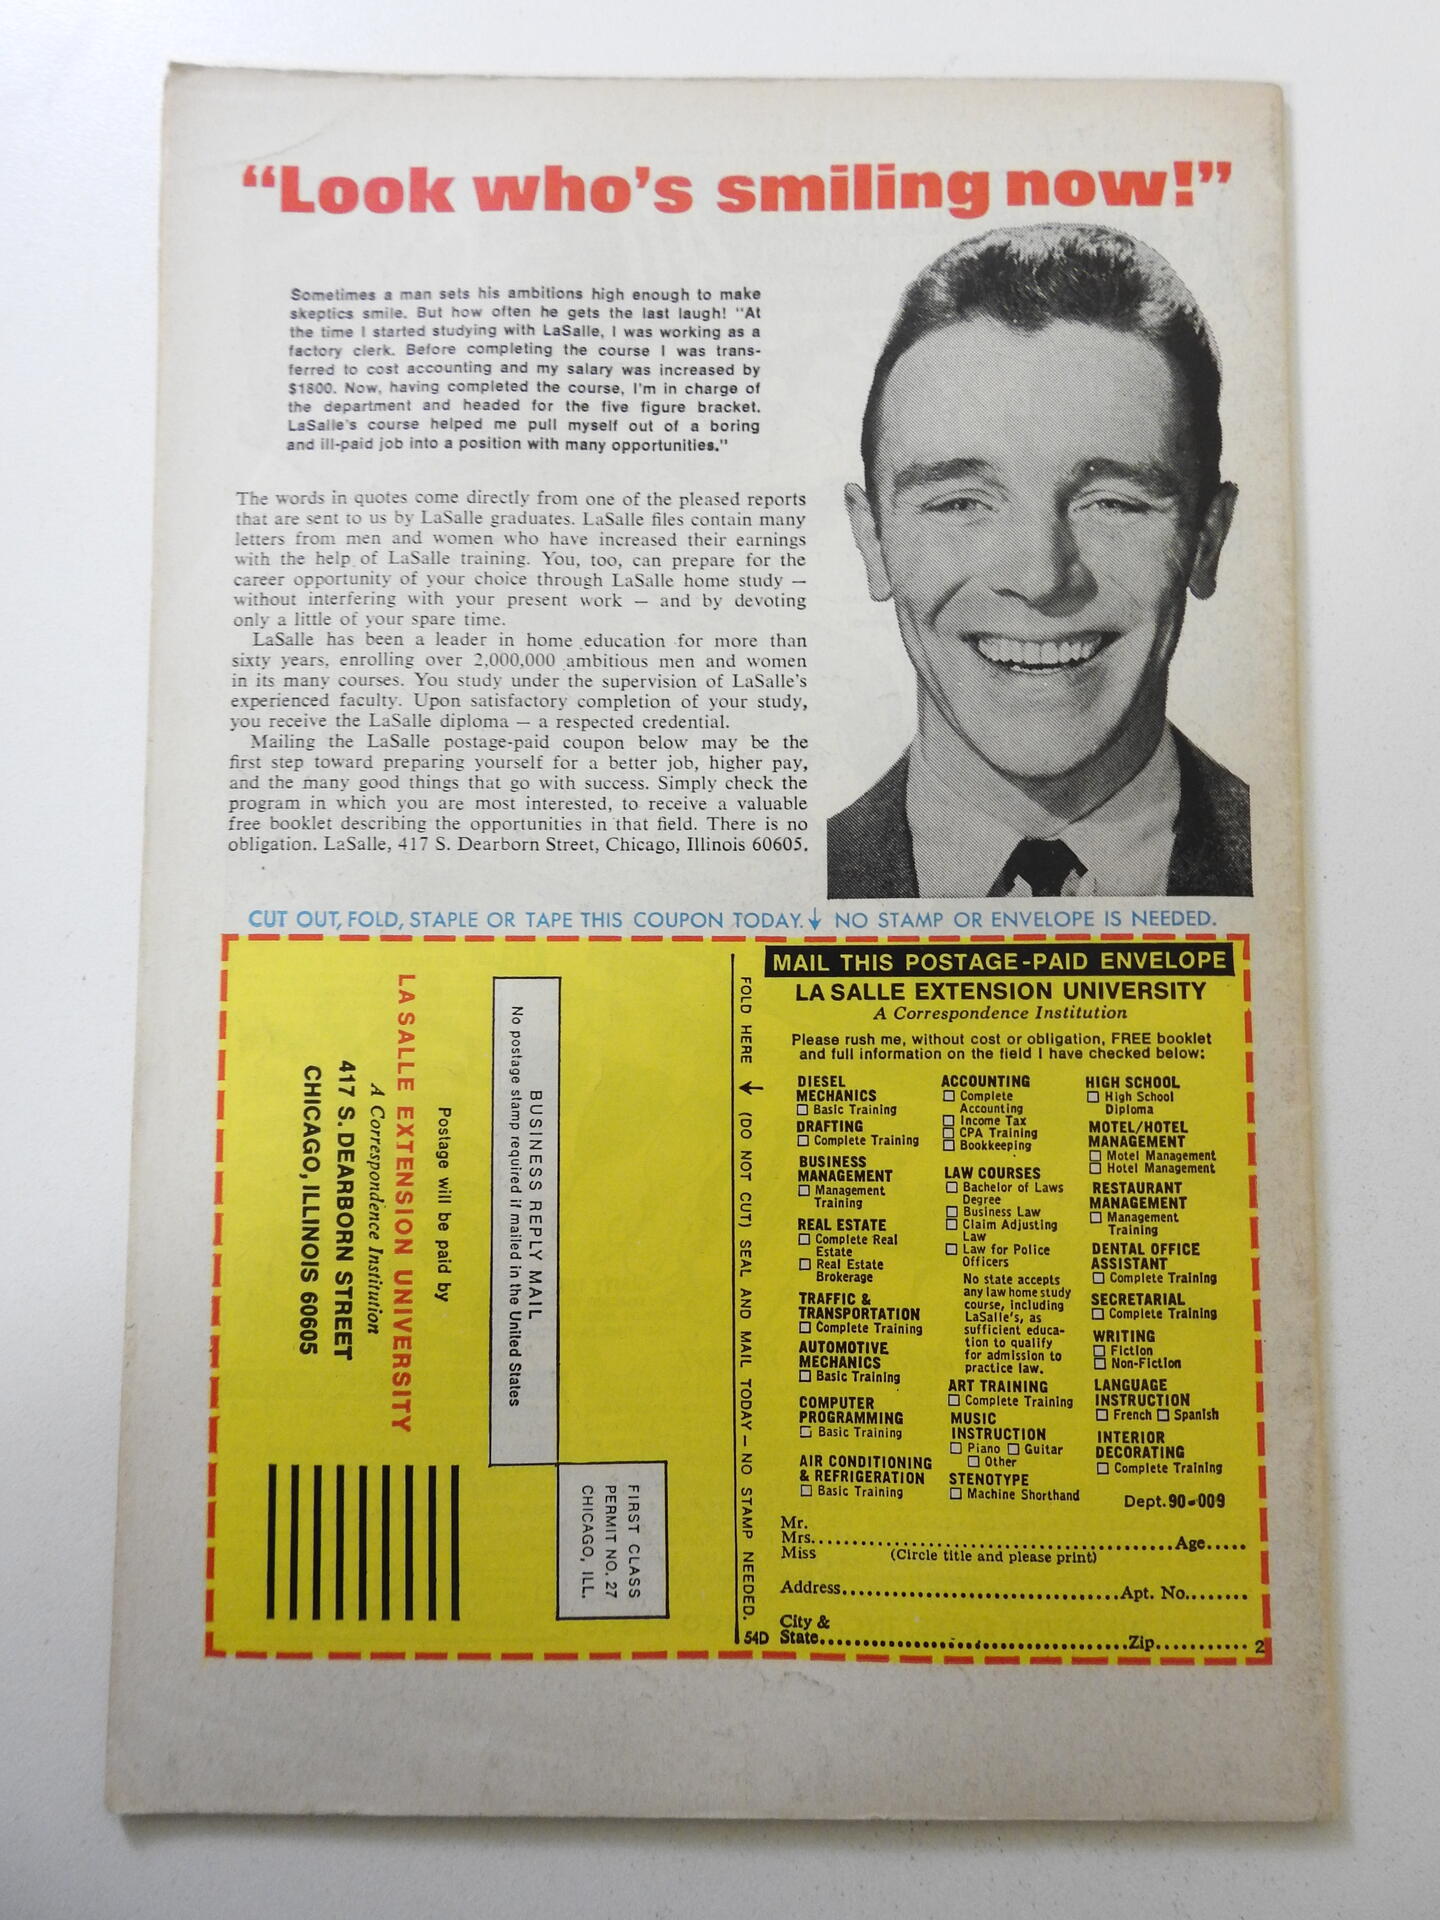 “Look who’s smiling now!”
Sometimes a man sets his ambitions high enough to make
skeptics smile. But how often he gets the last laugh! "At
the time I started studying with LaSalle, I was working as a
factory clerk. Before completing the course I was trans-
ferred to cost accounting and my salary was increased by
$1800. Now, having completed the course, I'm in charge of
the department and headed for the five figure bracket.
LaSalle's course helped me pull myself out of a boring
and ill-paid job into a position with many opportunities."
The words in quotes come directly from one of the pleased reports
that are sent to us by LaSalle graduates. LaSalle files contain many
letters from men and women who have increased their earnings
with the help of LaSalle training. You, too, can prepare for the
career opportunity of your choice through LaSalle home study —
without interfering with your present work — and by devoting
only a little of your spare time.
LaSalle has been a leader in home education for more than
sixty years, enrolling over 2,000,000 ambitious men and women
in its many courses. You study under the supervision of LaSalle's
experienced faculty. Upon satisfactory completion of your study,
you receive the LaSalle diploma — a respected credential.
Mailing the LaSalle postage-paid coupon below may be the
first step toward preparing yourself for a better job, higher pay,
and the many good things that go with success. Simply check the
program in which you are most interested, to receive a valuable
free booklet describing the opportunities in that field. There is no
obligation. LaSalle, 417 S. Dearborn Street, Chicago, Illinois 60605.
CUT OUT, FOLD, STAPLE OR TAPE THIS COUPON TODAY.↓ NO STAMP OR ENVELOPE IS NEEDED.
FIRST CLASS
PERMIT NO. 27
CHICAGO, ILL.
BUSINESS REPLY MAIL
No postage stamp required if mailed in the United States
Postage will be paid by
LA SALLE EXTENSION UNIVERSITY
A Correspondence Institution
417 S. DEARBORN STREET
CHICAGO, ILLINOIS 60605
FOLD HERE ↓ (DO NOT CUT) SEAL AND MAIL TODAY — NO STAMP NEEDED.
MAIL THIS POSTAGE-PAID ENVELOPE
LA SALLE EXTENSION UNIVERSITY
A Correspondence Institution
Please rush me, without cost or obligation, FREE booklet
and full information on the field I have checked below:
DIESEL
MECHANICS
☐ Basic Training
DRAFTING
☐ Complete Training
BUSINESS
MANAGEMENT
☐ Management
Training
REAL ESTATE
☐ Complete Real
Estate
☐ Real Estate
Brokerage
TRAFFIC &
TRANSPORTATION
☐ Complete Training
AUTOMOTIVE
MECHANICS
☐ Basic Training
COMPUTER
PROGRAMMING
☐ Basic Training
AIR CONDITIONING
& REFRIGERATION
☐ Basic Training
ACCOUNTING
☐ Complete
Accounting
☐ Income Tax
☐ CPA Training
☐ Bookkeeping
LAW COURSES
☐ Bachelor of Laws
Degree
☐ Business Law
☐ Claim Adjusting
Law
☐ Law for Police
Officers
No state accepts
any law home study
course, including
LaSalle's, as
sufficient educa-
tion to qualify
for admission to
practice law.
ART TRAINING
☐ Complete Training
MUSIC
INSTRUCTION
☐ Piano ☐ Guitar
☐ Other
STENOTYPE
☐ Machine Shorthand
HIGH SCHOOL
☐ High School
Diploma
MOTEL/HOTEL
MANAGEMENT
☐ Motel Management
☐ Hotel Management
RESTAURANT
MANAGEMENT
☐ Management
Training
DENTAL OFFICE
ASSISTANT
☐ Complete Training
SECRETARIAL
☐ Complete Training
WRITING
☐ Fiction
☐ Non-Fiction
LANGUAGE
INSTRUCTION
☐ French ☐ Spanish
INTERIOR
DECORATING
☐ Complete Training
Dept. 90-009
Mr.
Mrs.......Age.....
Miss (Circle title and please print)
Address.......Apt. No.......
City &
54D State.......Zip.......... 2